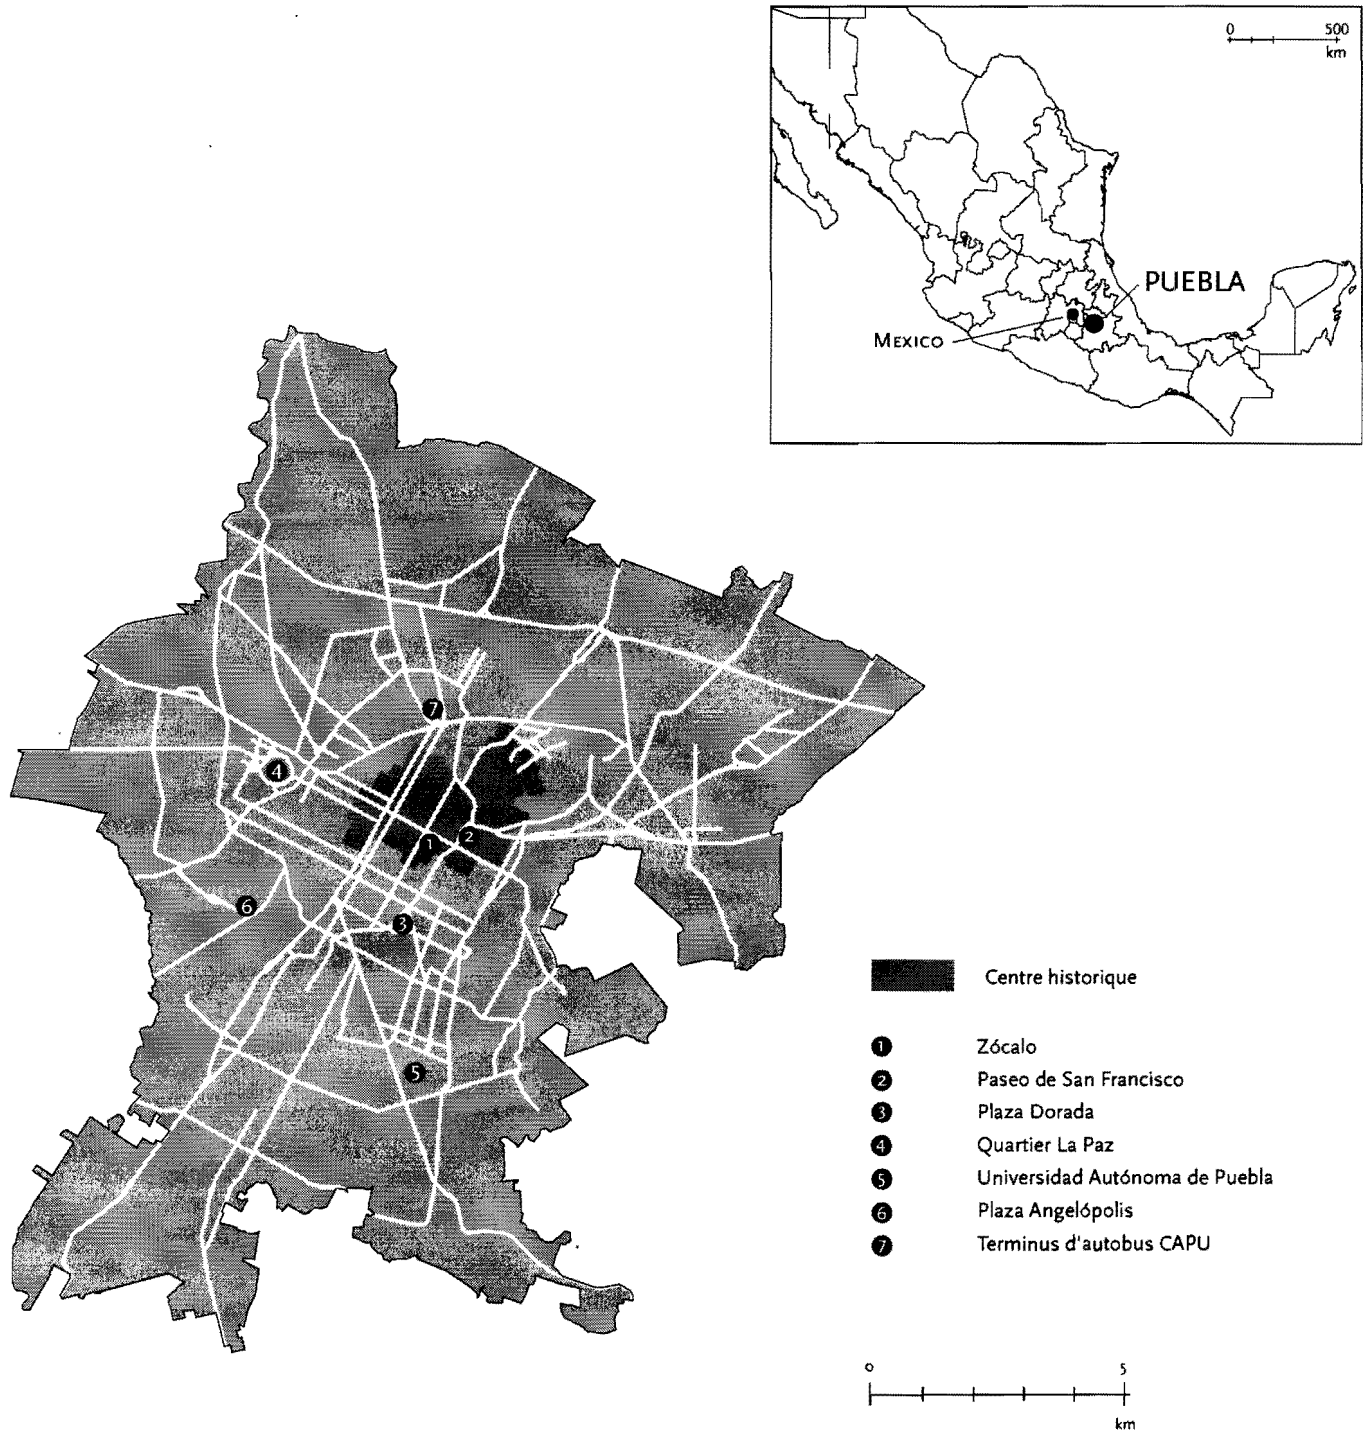 0 500
km
PUEBLA
MEXICO
7
4
1 2
6
3
5
Centre historique
1 Zócalo
2 Paseo de San Francisco
3 Plaza Dorada
4 Quartier La Paz
5 Universidad Autónoma de Puebla
6 Plaza Angelópolis
7 Terminus d'autobus CAPU
0 5
km